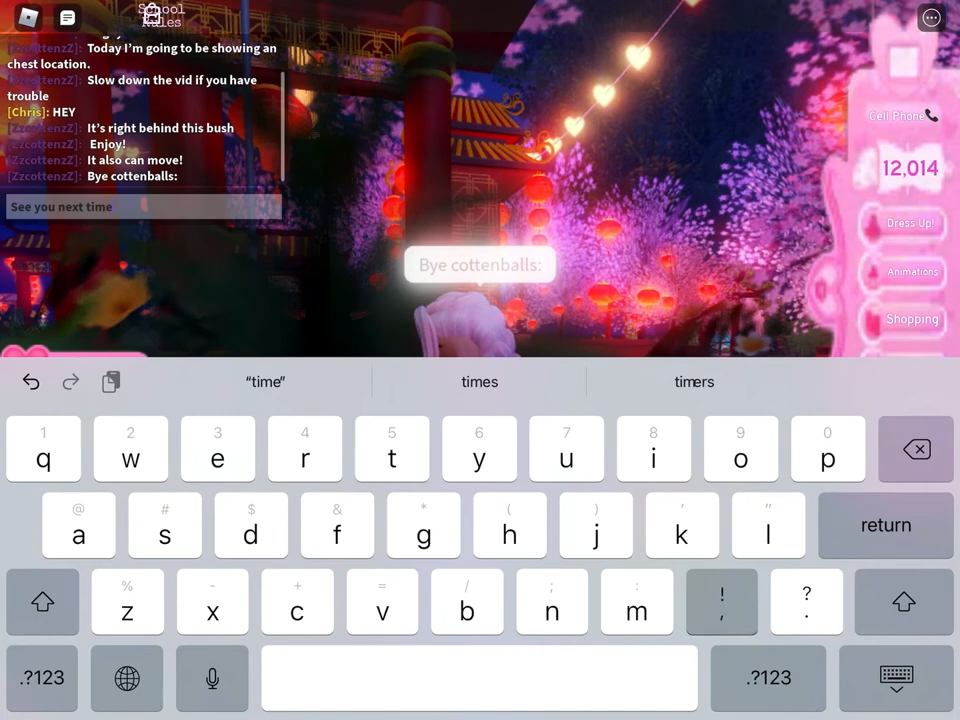 School
Rules
[ZzcottenzZ]: Today I'm going to be showing an
chest location.
[ZzcottenzZ]: Slow down the vid if you have
trouble
[Chris]: HEY
[ZzcottenzZ]: It's right behind this bush
[ZzcottenzZ]: Enjoy!
[ZzcottenzZ]: It also can move!
[ZzcottenzZ]: Bye cottenballs:
See you next time
Bye cottenballs:
Cell Phone📞
12,014
Dress Up!
Animations
Shopping
"time" times timers
1 2 3 4 5 6 7 8 9 0
q w e r t y u i o p
@ # $ & * ( ) ' "
a s d f g h j k l return
% - + = / ; : ! ?
z x c v b n m , .
.?123 .?123